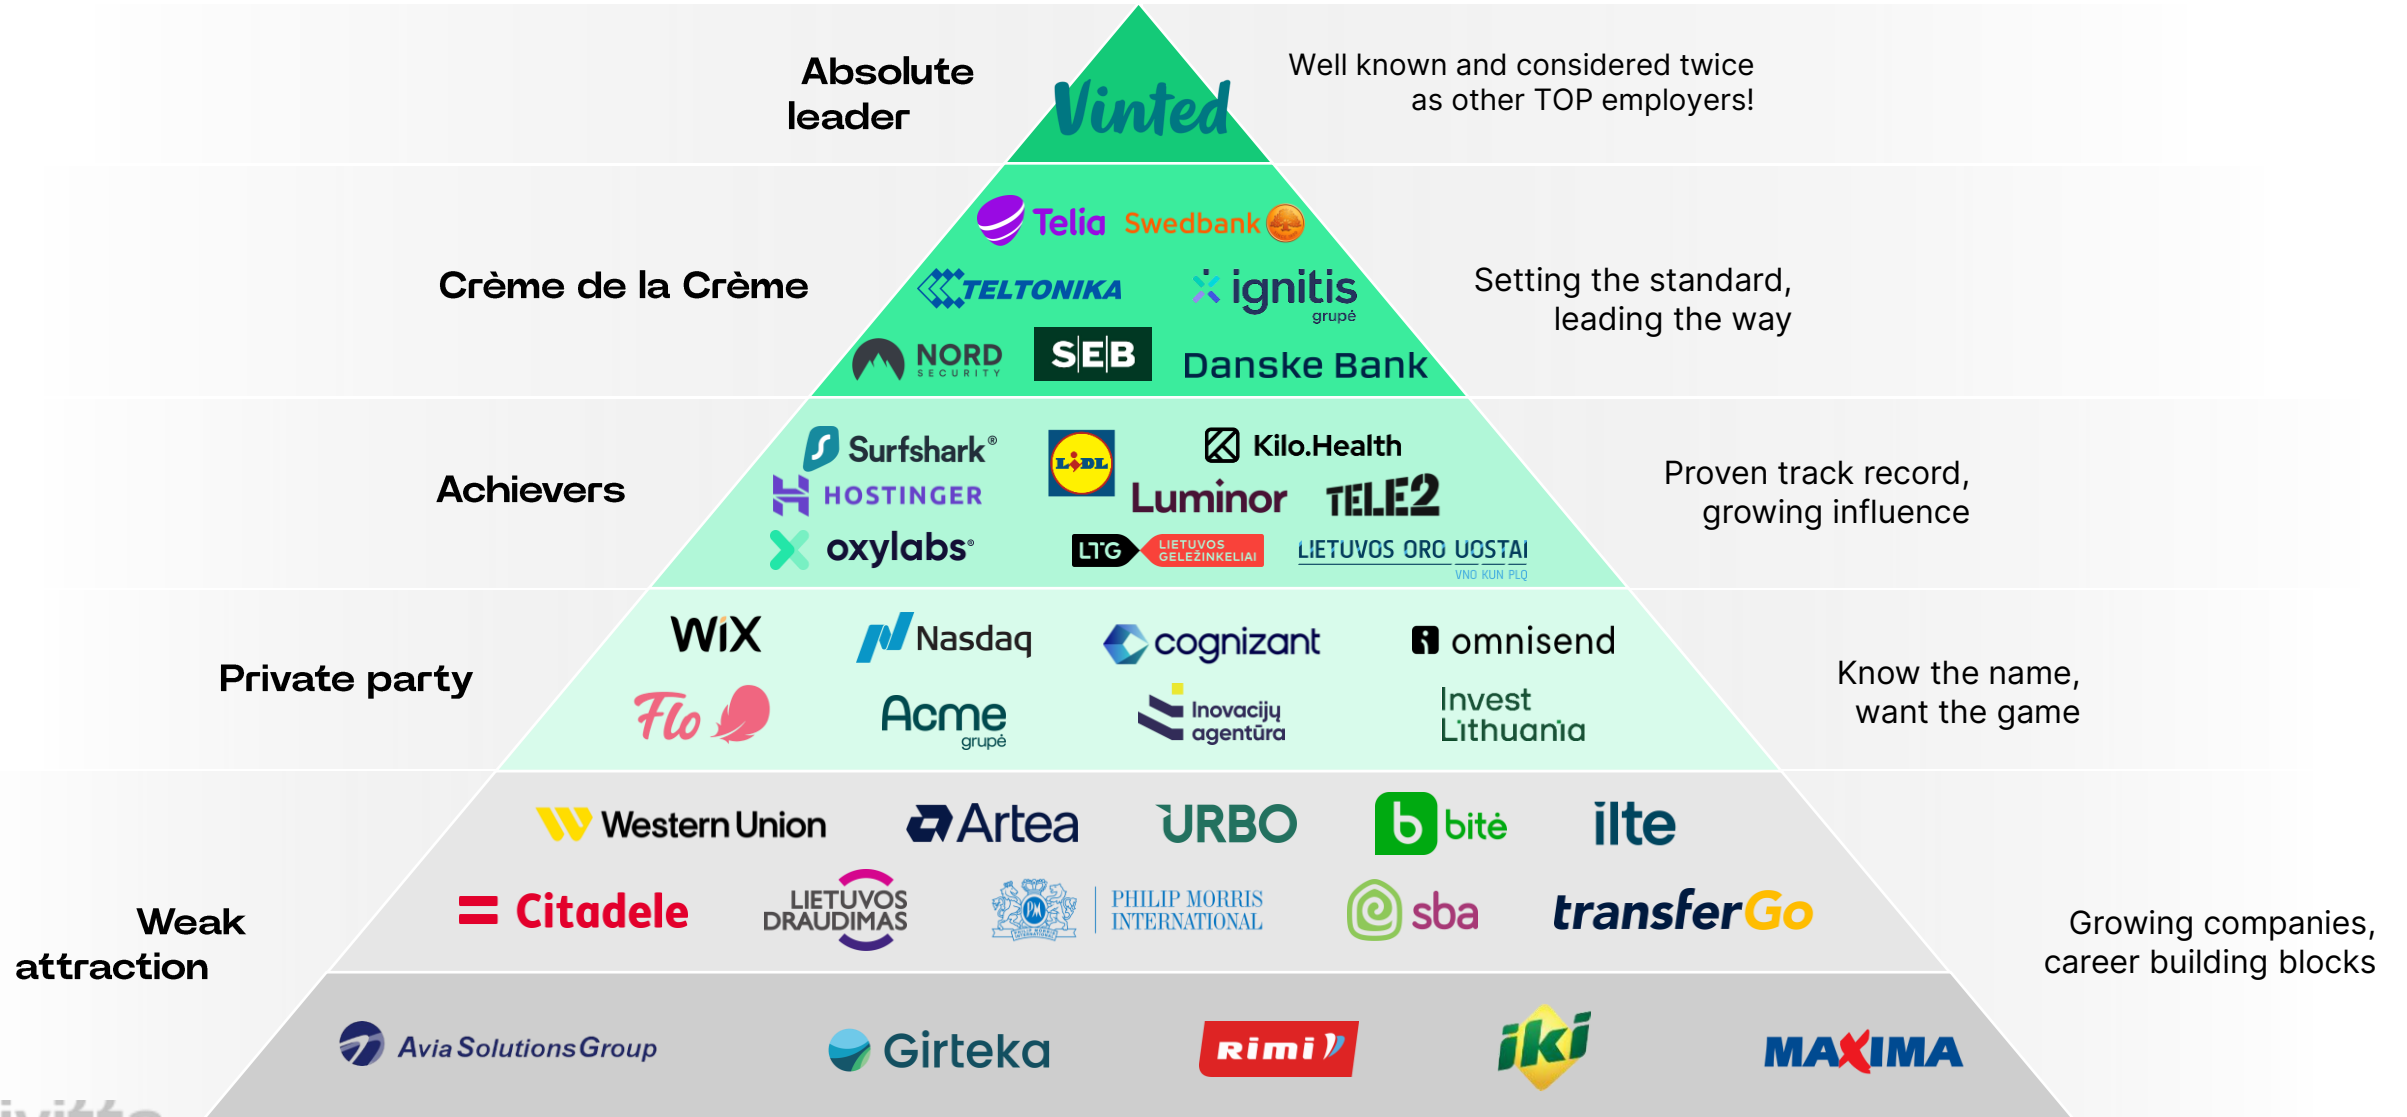 Absolute
leader
Vinted
Well known and considered twice
as other TOP employers!
Crème de la Crème
Telia
Swedbank
TELTONIKA
ignitis
grupė
NORD
SECURITY
S|E|B
Danske Bank
Setting the standard,
leading the way
Achievers
Surfshark®
LIDL
Kilo.Health
HOSTINGER
Luminor
TELE2
oxylabs®
LTG
LIETUVOS
GELEŽINKELIAI
LIETUVOS ORO UOSTAI
VNO KUN PLQ
Proven track record,
growing influence
Private party
WiX
Nasdaq
cognizant
omnisend
Flo
Acme
grupė
Inovacijų
agentūra
Invest
Lithuania
Know the name,
want the game
Weak
attraction
Western Union
Artea
URBO
b bitė
ilte
Citadele
LIETUVOS
DRAUDIMAS
PM
PHILIP MORRIS
INTERNATIONAL
sba
transferGo
Growing companies,
career building blocks
Avia Solutions Group
Girteka
Rimi
iki
MAXIMA